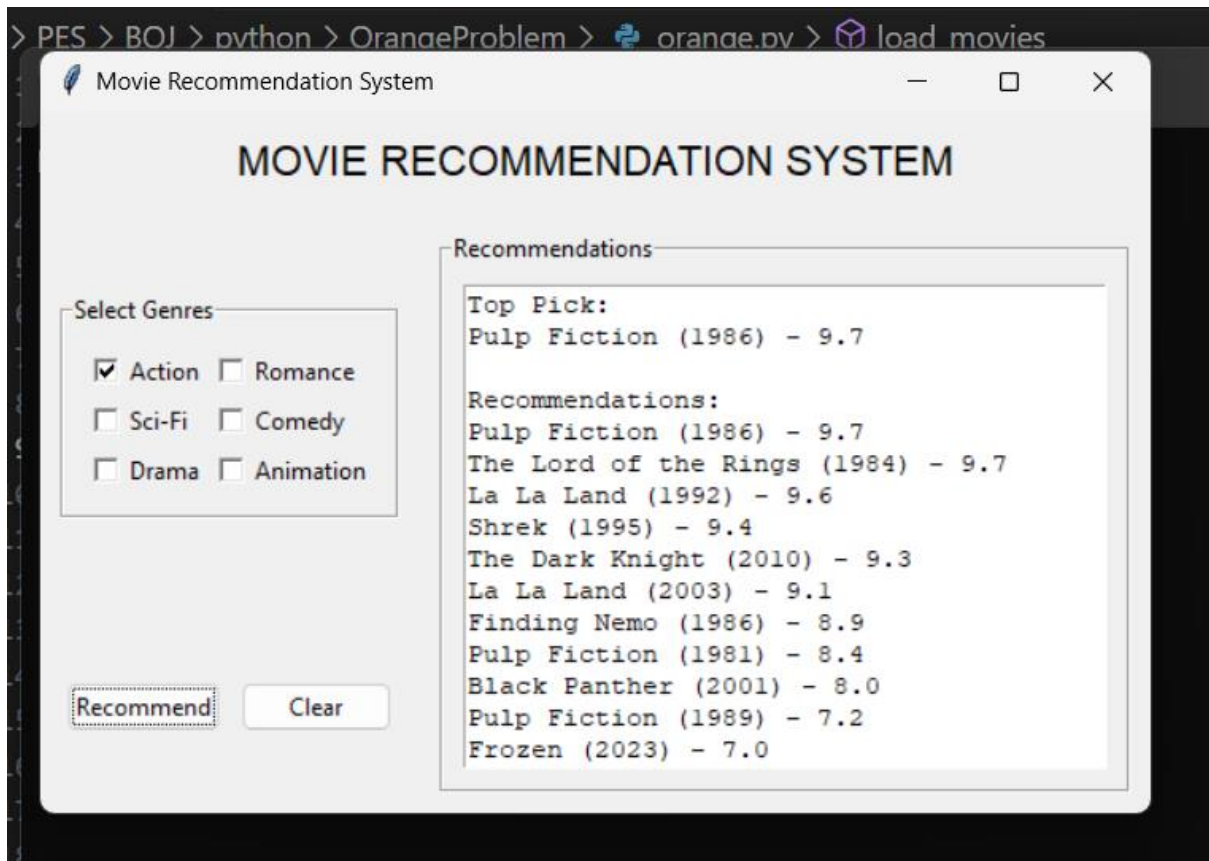 > PES > BOJ > python > OrangeProblem > orange.py > load_movies
Movie Recommendation System
MOVIE RECOMMENDATION SYSTEM
Select Genres
Action Romance
Sci-Fi Comedy
Drama Animation
Recommend Clear
Recommendations
Top Pick:
Pulp Fiction (1986) - 9.7
Recommendations:
Pulp Fiction (1986) - 9.7
The Lord of the Rings (1984) - 9.7
La La Land (1992) - 9.6
Shrek (1995) - 9.4
The Dark Knight (2010) - 9.3
La La Land (2003) - 9.1
Finding Nemo (1986) - 8.9
Pulp Fiction (1981) - 8.4
Black Panther (2001) - 8.0
Pulp Fiction (1989) - 7.2
Frozen (2023) - 7.0